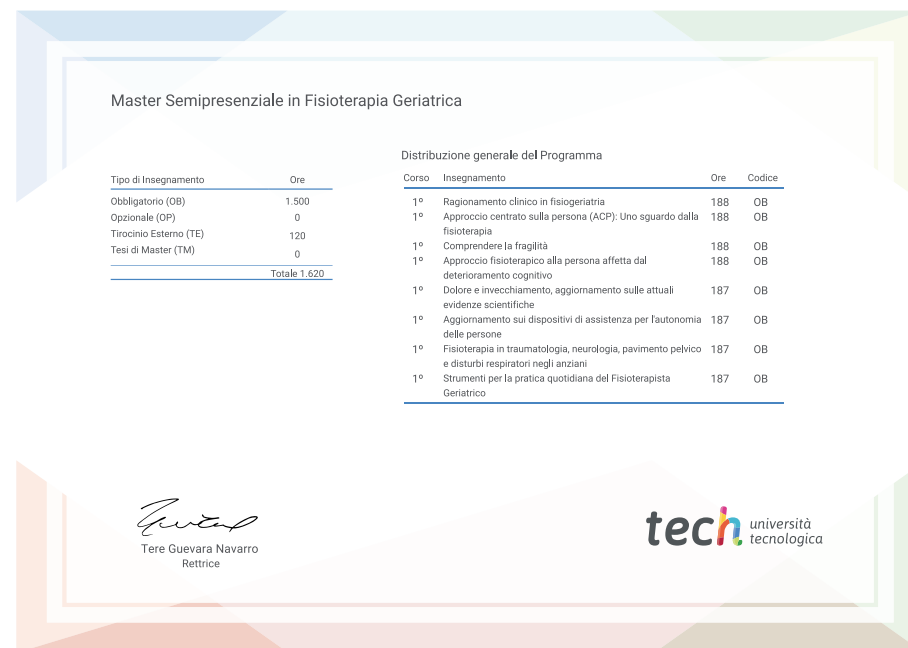 Master Semipresenziale in Fisioterapia Geriatrica
Tipo di Insegnamento Ore
Obbligatorio (OB) 1.500
Opzionale (OP) 0
Tirocinio Esterno (TE) 120
Tesi di Master (TM) 0
Totale 1.620
Distribuzione generale del Programma
Corso Insegnamento Ore Codice
1º Ragionamento clinico in fisiogeriatria 188 OB
1º Approccio centrato sulla persona (ACP): Uno sguardo dalla 188 OB
fisioterapia
1º Comprendere la fragilità 188 OB
1º Approccio fisioterapico alla persona affetta dal 188 OB
deterioramento cognitivo
1º Dolore e invecchiamento, aggiornamento sulle attuali 187 OB
evidenze scientifiche
1º Aggiornamento sui dispositivi di assistenza per l'autonomia 187 OB
delle persone
1º Fisioterapia in traumatologia, neurologia, pavimento pelvico 187 OB
e disturbi respiratori negli anziani
1º Strumenti per la pratica quotidiana del Fisioterapista 187 OB
Geriatrico
Tere Guevara Navarro
Rettrice
tech università
tecnologica